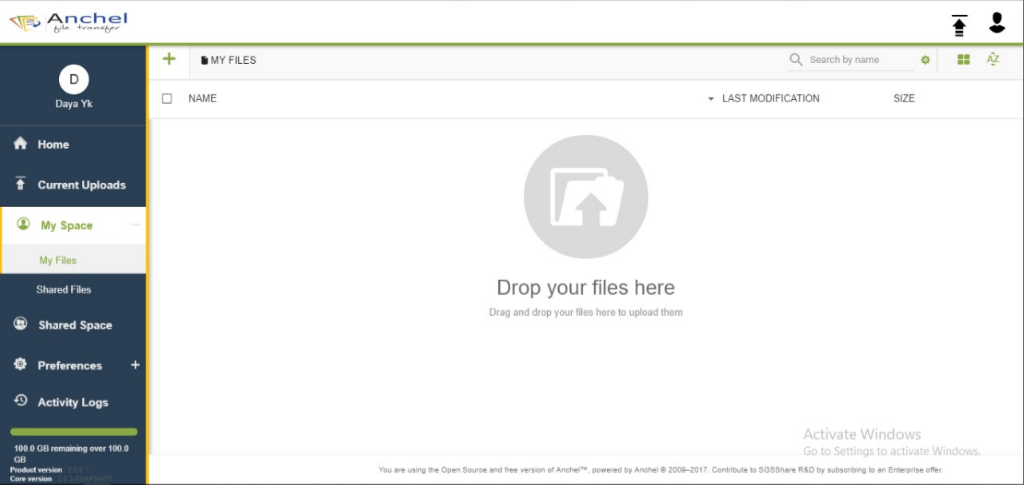 Anchel
file transfer
D
Daya Yk
Home
Current Uploads
My Space
My Files
Shared Files
Shared Space
Preferences
Activity Logs
100.0 GB remaining over 100.0
GB
Product version
Core version
MY FILES
Search by name
AZ
NAME
LAST MODIFICATION
SIZE
Drop your files here
Drag and drop your files here to upload them
Activate Windows
Go to Settings to activate Windows.
You are using the Open Source and free version of Anchel™, powered by Anchel © 2009–2017. Contribute to SGSShare R&D by subscribing to an Enterprise offer.